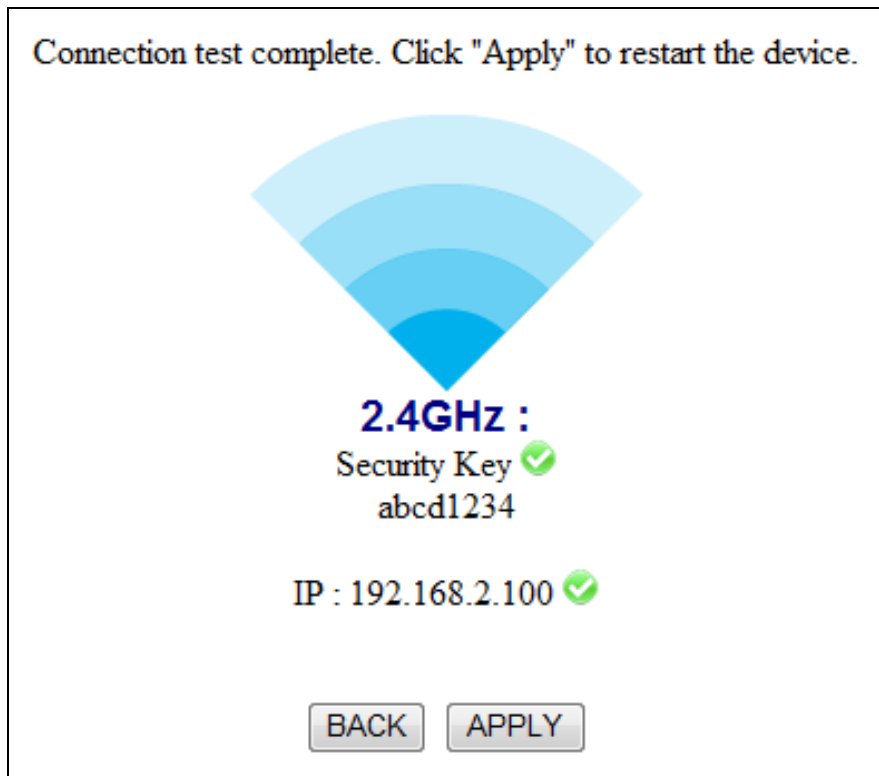 Connection test complete. Click "Apply" to restart the device.
2.4GHz :
Security Key
abcd1234
IP : 192.168.2.100
BACK APPLY